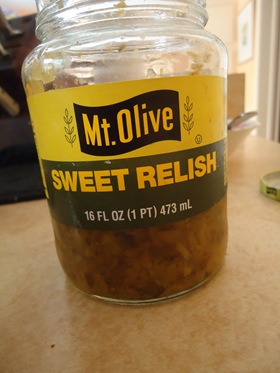 Mt. Olive
SWEET RELISH
16 FL OZ (1 PT) 473 mL